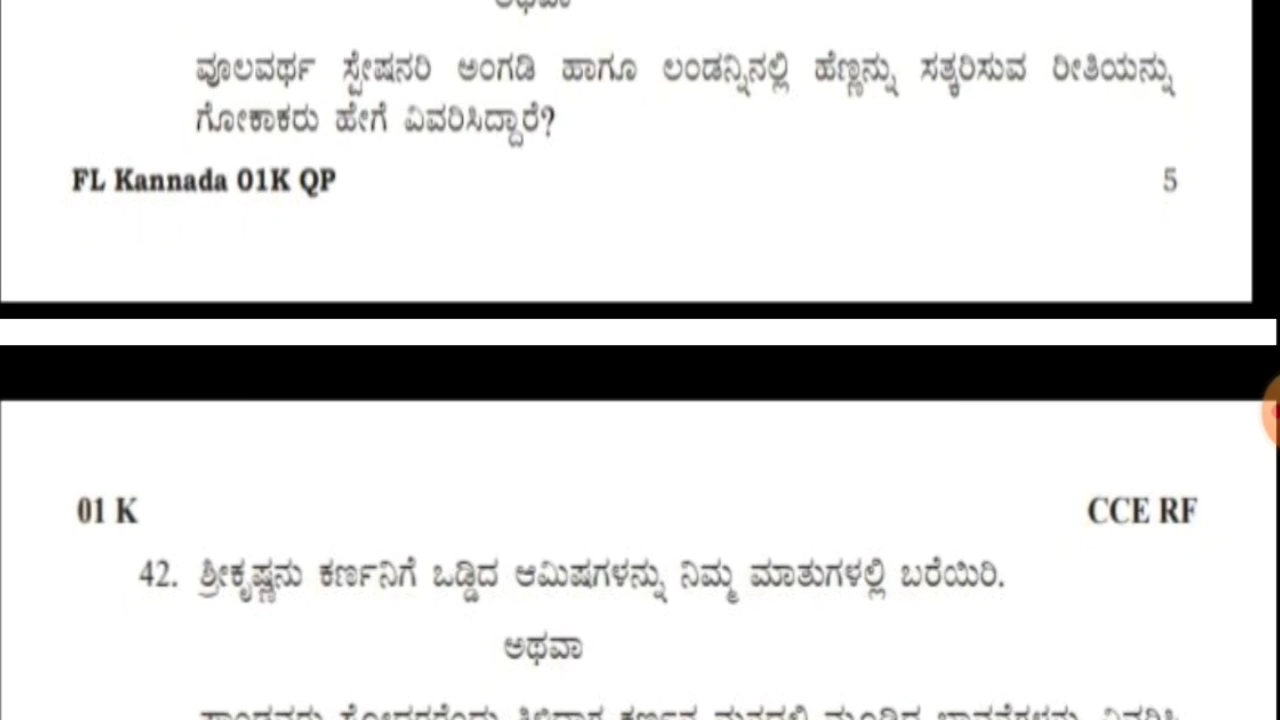 ಅಥವಾ
ವೂಲವರ್ಥ ಸ್ಟೇಷನರಿ ಅಂಗಡಿ ಹಾಗೂ ಲಂಡನ್ನಿನಲ್ಲಿ ಹೆಣ್ಣನ್ನು ಸತ್ಕರಿಸುವ ರೀತಿಯನ್ನು
ಗೋಕಾಕರು ಹೇಗೆ ವಿವರಿಸಿದ್ದಾರೆ?
FL Kannada 01K QP 5
01 K CCE RF
42. ಶ್ರೀಕೃಷ್ಣನು ಕರ್ಣನಿಗೆ ಒಡ್ಡಿದ ಆಮಿಷಗಳನ್ನು ನಿಮ್ಮ ಮಾತುಗಳಲ್ಲಿ ಬರೆಯಿರಿ.
ಅಥವಾ